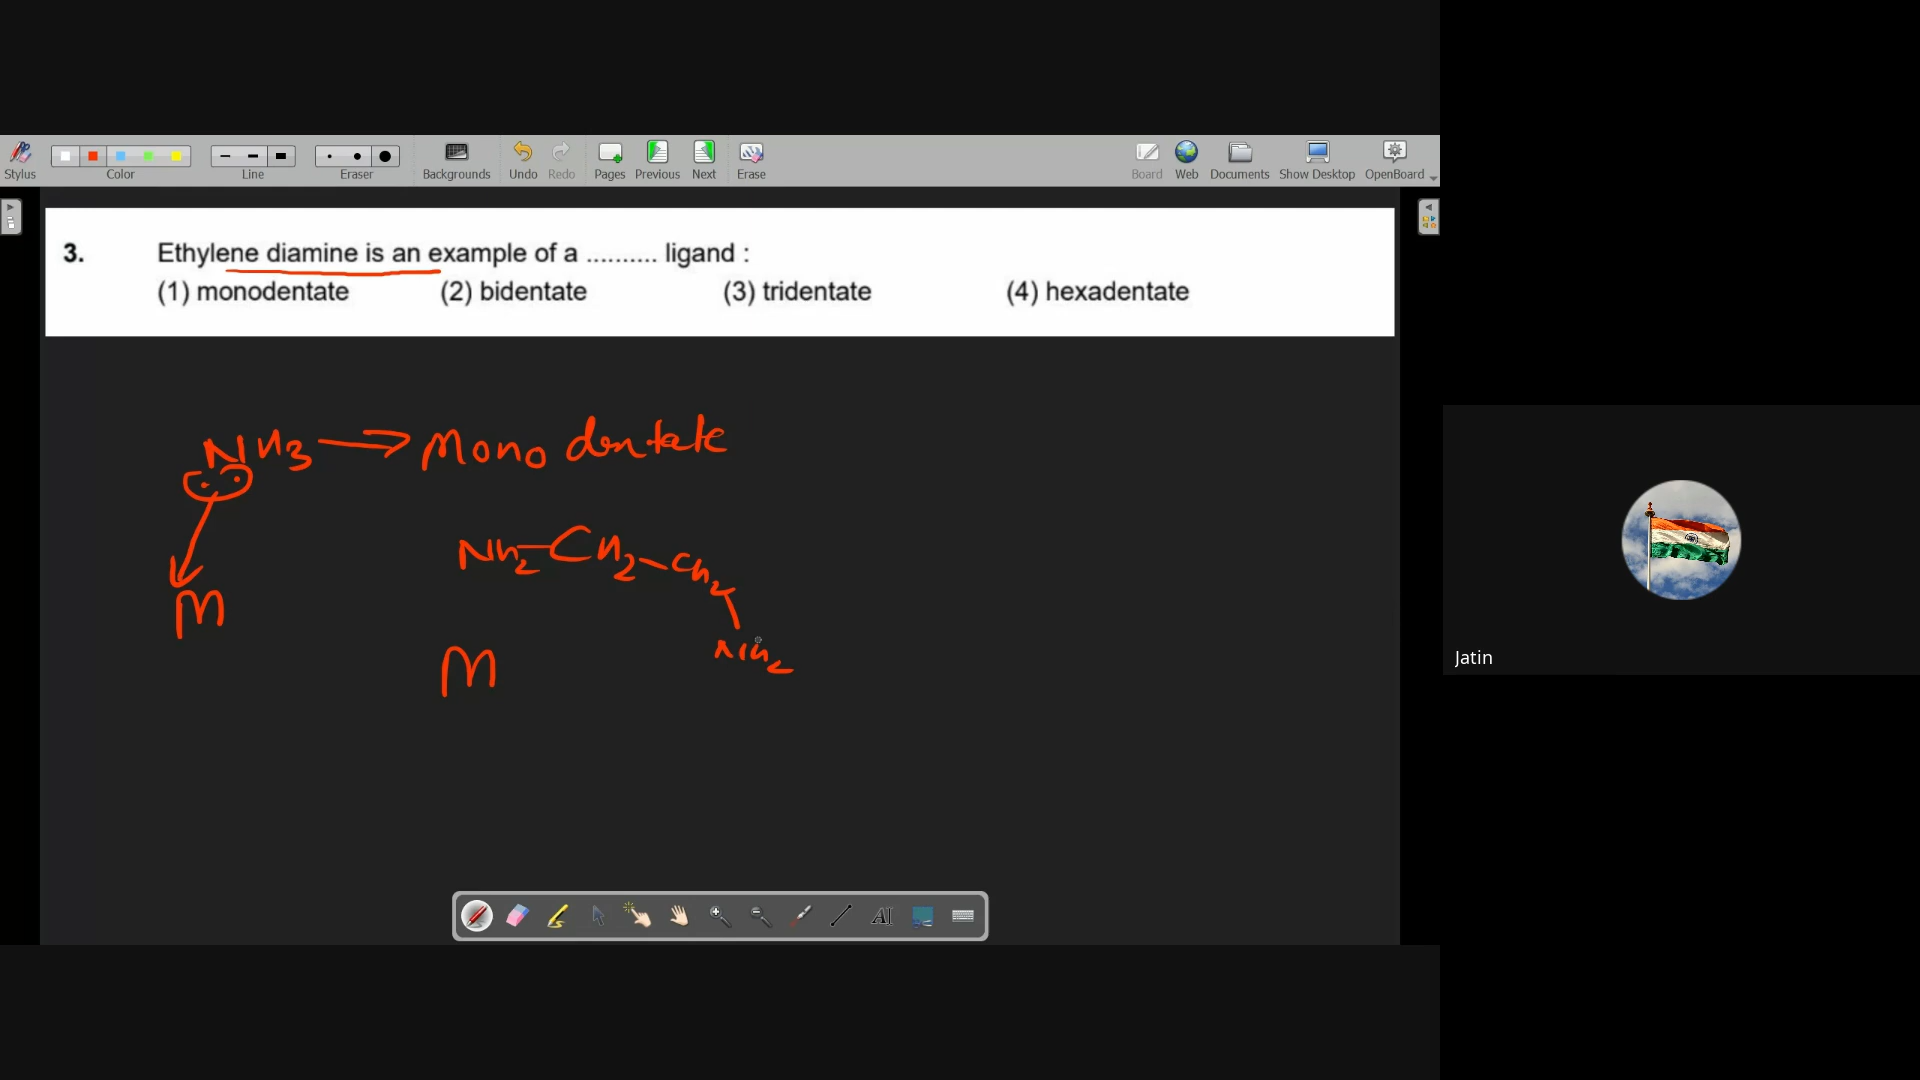 Stylus Color Line Eraser Backgrounds Undo Redo Pages Previous Next Erase Board Web Documents Show Desktop OpenBoard
3. Ethylene diamine is an example of a .......... ligand :
(1) monodentate (2) bidentate (3) tridentate (4) hexadentate
NH3 → Mono dentate
M
NH2-CH2-CH2
NH2
M
Jatin